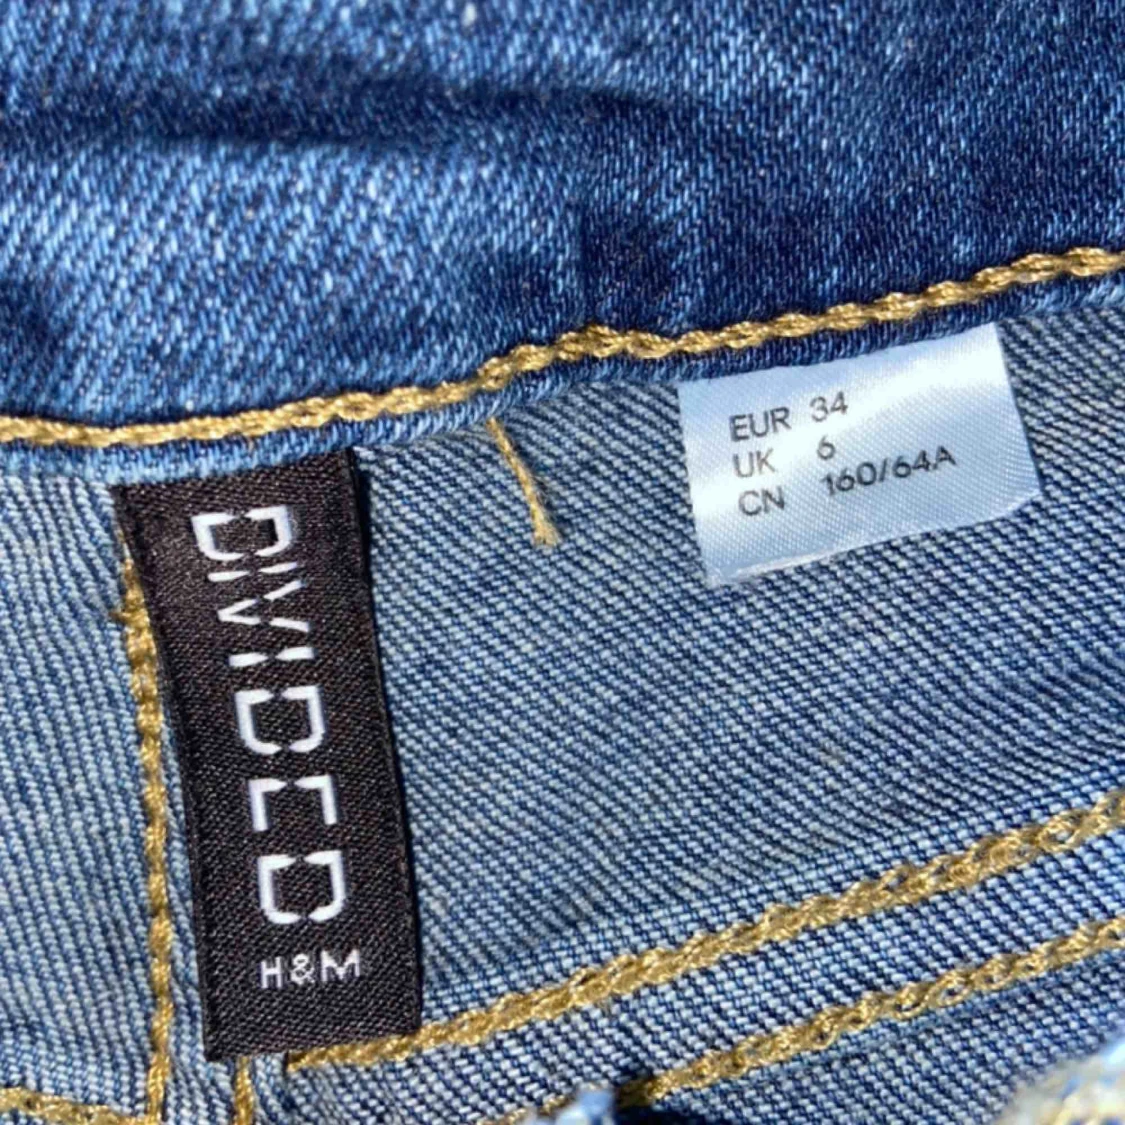 DIVIDED
H&M
EUR 34
UK 6
CN 160/64A